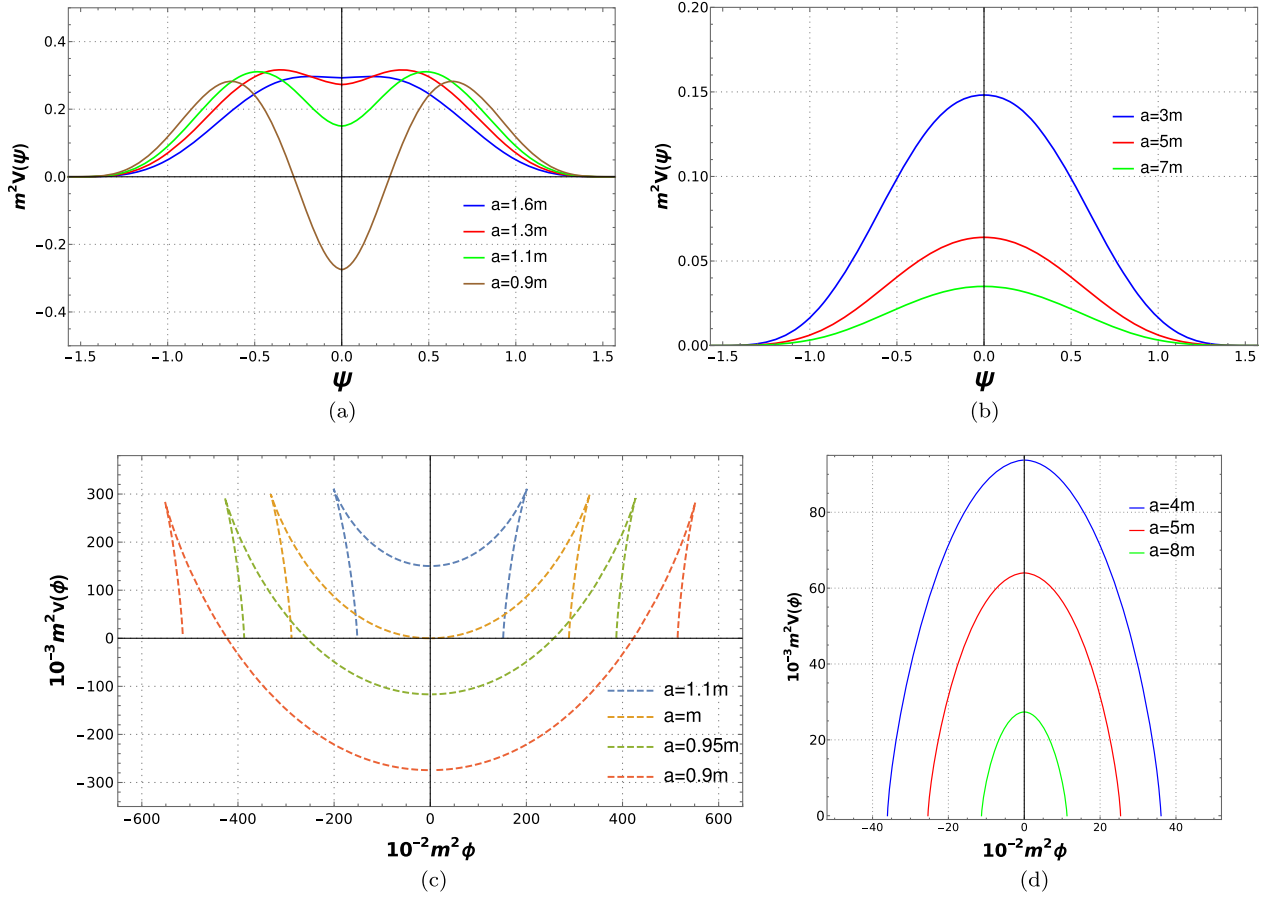 m²V(ψ)
0.4
0.2
0.0
−0.2
−0.4
a=1.6m
a=1.3m
a=1.1m
a=0.9m
−1.5 −1.0 −0.5 0.0 0.5 1.0 1.5
ψ
(a)
m²V(ψ)
0.20
0.15
0.10
0.05
0.00
a=3m
a=5m
a=7m
−1.5 −1.0 −0.5 0.0 0.5 1.0 1.5
ψ
(b)
10⁻³m²v(ϕ)
300
200
100
0
−100
−200
−300
a=1.1m
a=m
a=0.95m
a=0.9m
−600 −400 −200 0 200 400 600
10⁻²m²ϕ
(c)
10⁻³m²V(ϕ)
80
60
40
20
0
a=4m
a=5m
a=8m
−40 −20 0 20 40
10⁻²m²ϕ
(d)